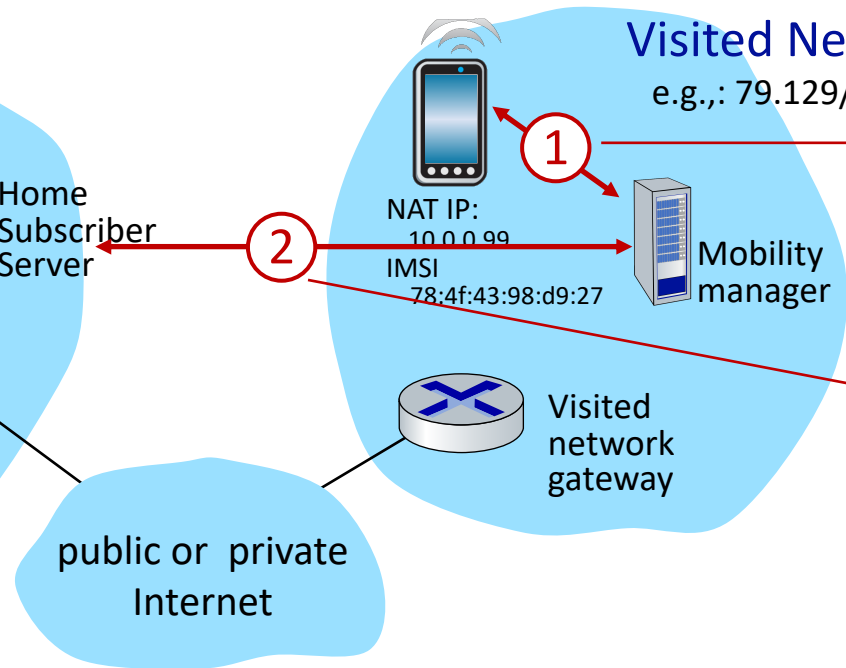 Visited Ne
e.g.,: 79.129/
1
Home
Subscriber
Server
2
NAT IP:
10.0.0.99
IMSI
78:4f:43:98:d9:27
Mobility
manager
Visited
network
gateway
public or private
Internet